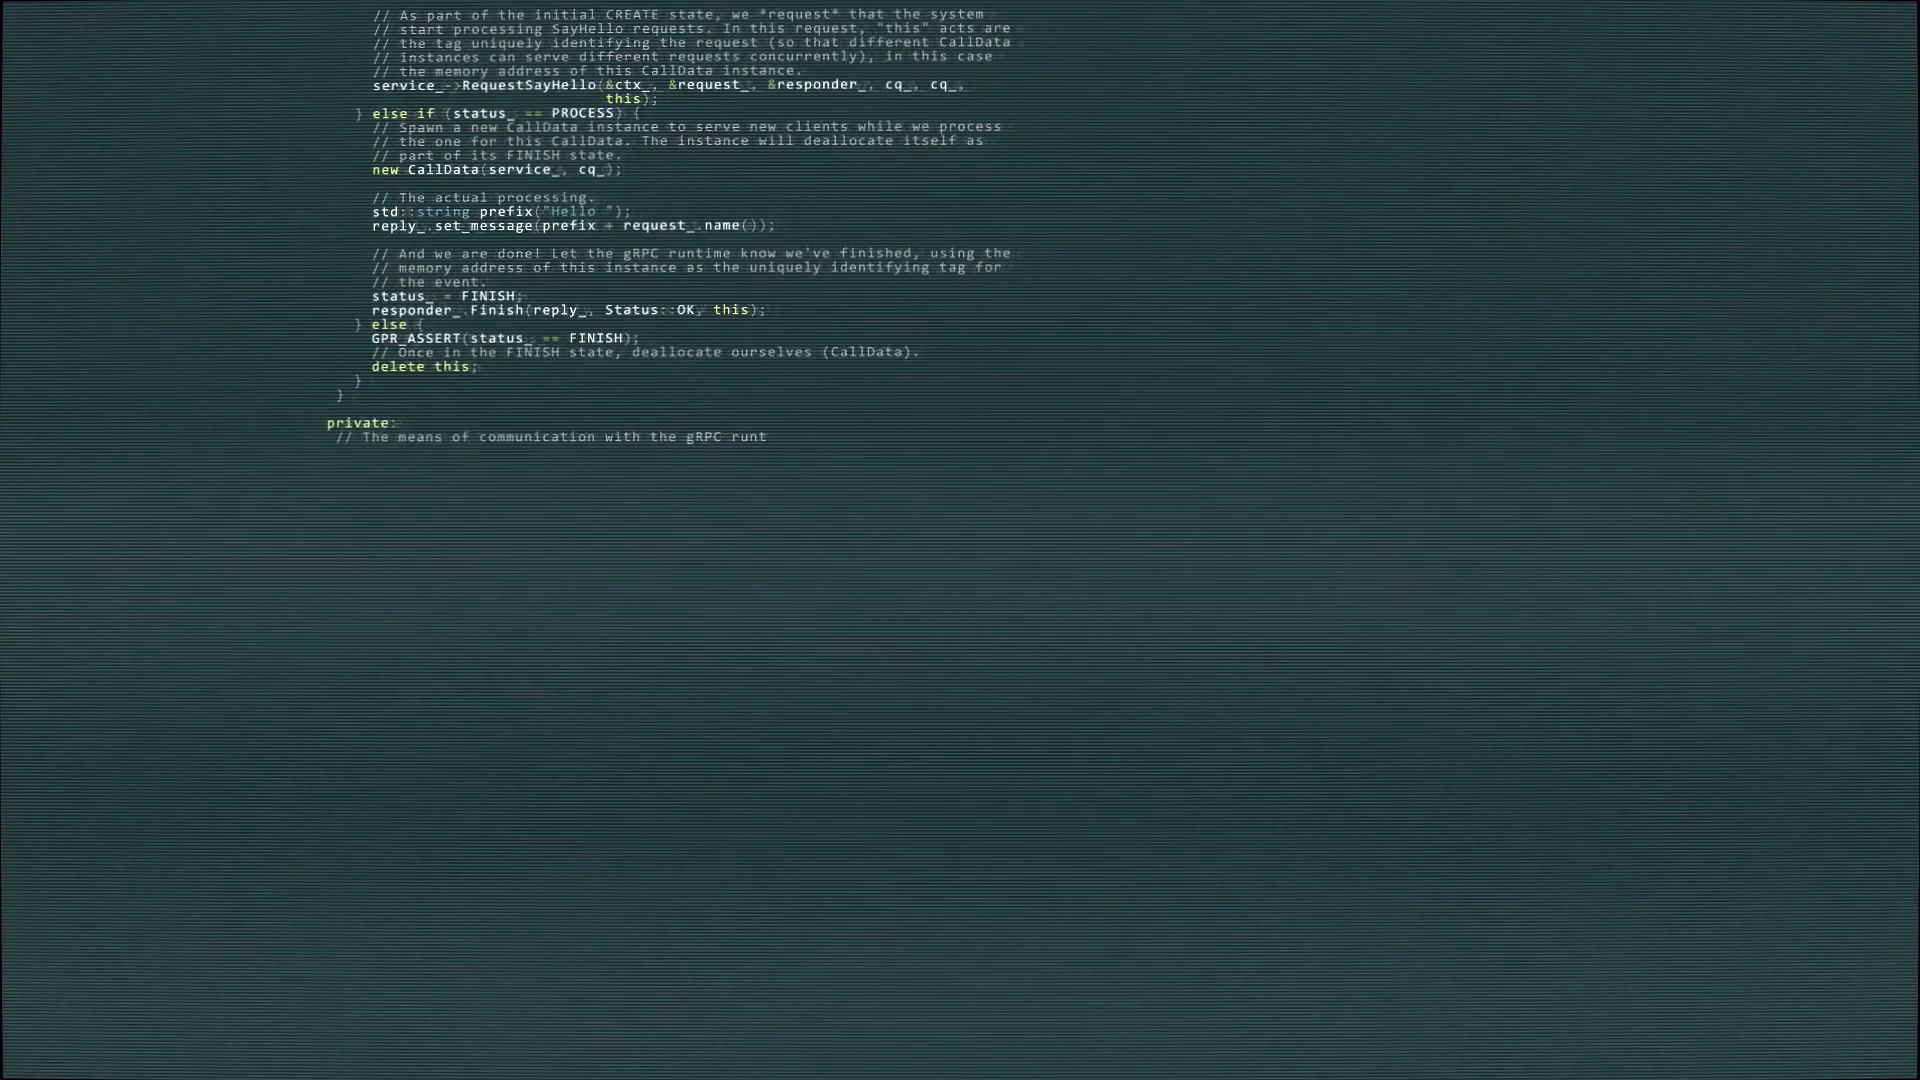 // As part of the initial CREATE state, we *request* that the system
// start processing SayHello requests. In this request, "this" acts are
// the tag uniquely identifying the request (so that different CallData
// instances can serve different requests concurrently), in this case
// the memory address of this CallData instance.
service_->RequestSayHello(&ctx_, &request_, &responder_, cq_, cq_,
this);
} else if (status_ == PROCESS) {
// Spawn a new CallData instance to serve new clients while we process
// the one for this CallData. The instance will deallocate itself as
// part of its FINISH state.
new CallData(service_, cq_);
// The actual processing.
std::string prefix("Hello ");
reply_.set_message(prefix + request_.name());
// And we are done! Let the gRPC runtime know we've finished, using the
// memory address of this instance as the uniquely identifying tag for
// the event.
status_ = FINISH;
responder_.Finish(reply_, Status::OK, this);
} else {
GPR_ASSERT(status_ == FINISH);
// Once in the FINISH state, deallocate ourselves (CallData).
delete this;
}
}
private:
// The means of communication with the gRPC runt